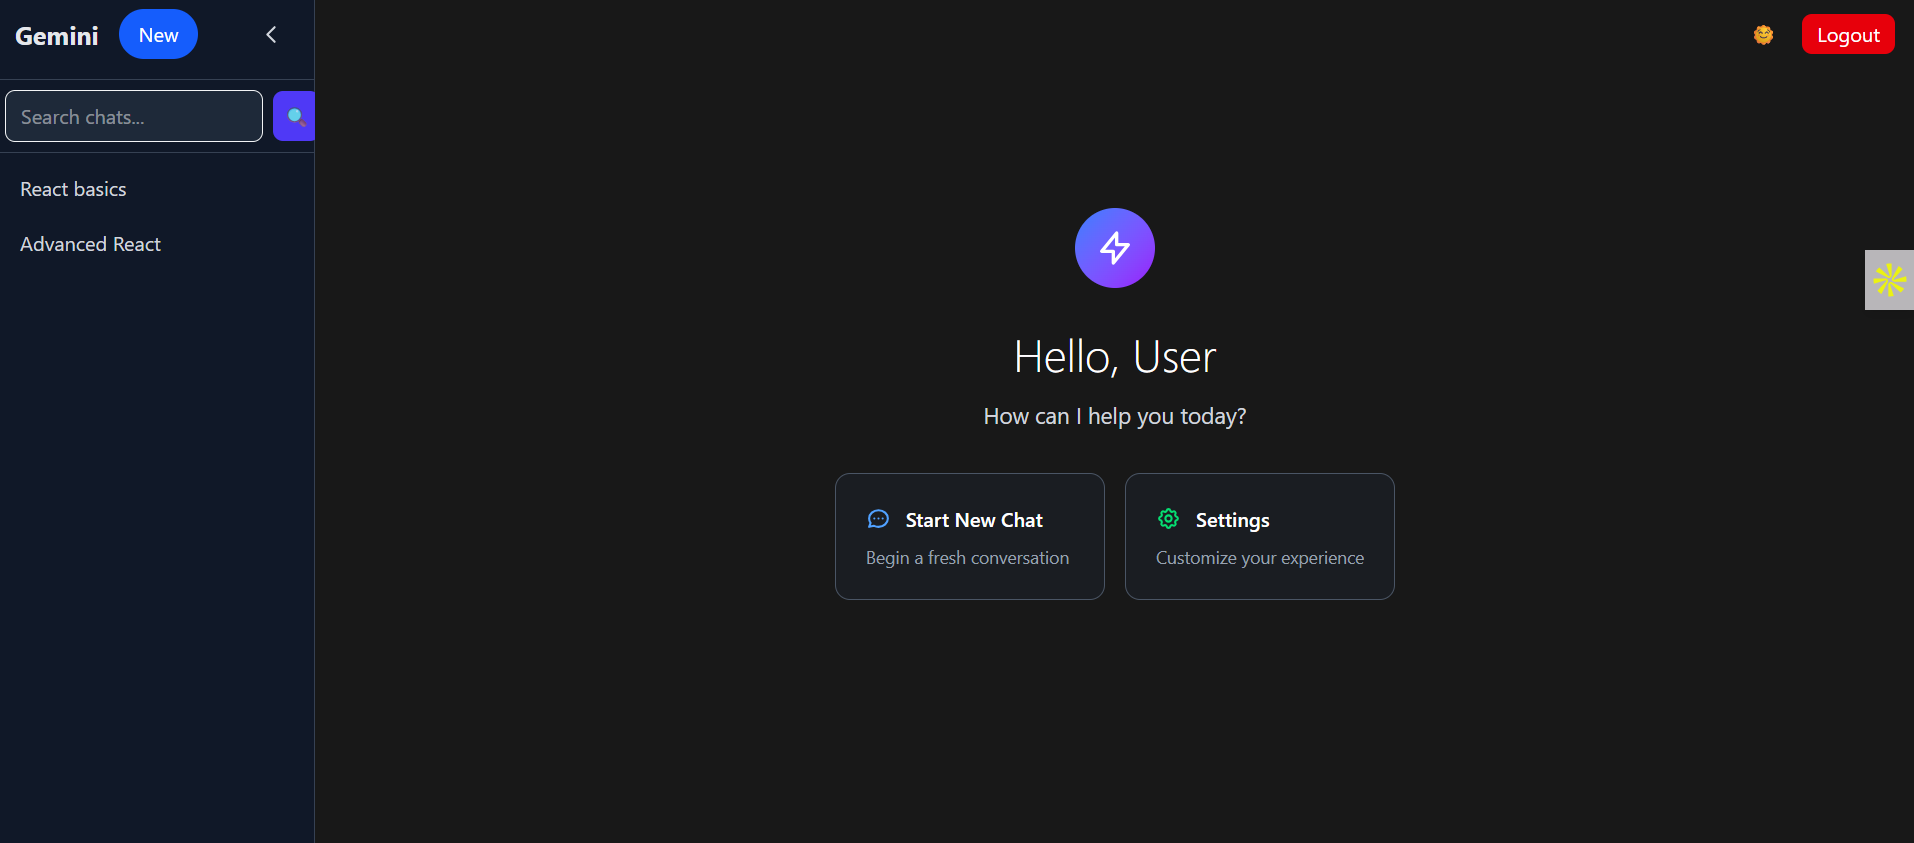 Gemini New
Logout
Search chats...
React basics
Advanced React
Hello, User
How can I help you today?
Start New Chat
Begin a fresh conversation
Settings
Customize your experience